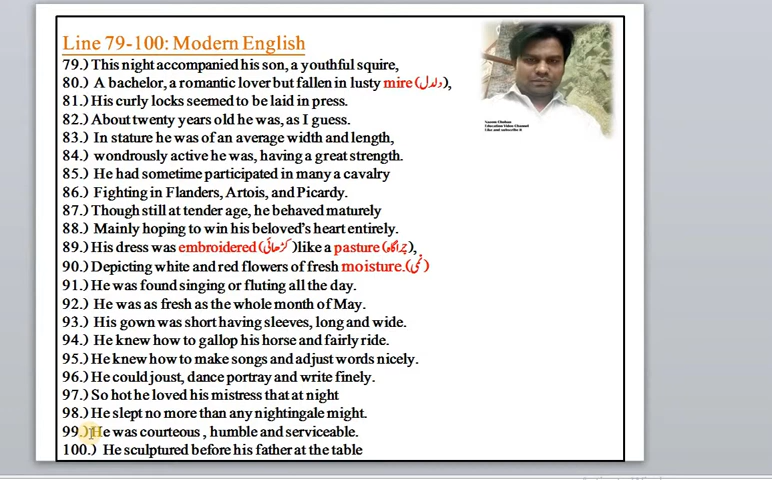 Line 79-100: Modern English
79.) This night accompanied his son, a youthful squire,
80.) A bachelor, a romantic lover but fallen in lusty mire (دلدل),
81.) His curly locks seemed to be laid in press.
82.) About twenty years old he was, as I guess.
83.) In stature he was of an average width and length,
84.) wondrously active he was, having a great strength.
85.) He had sometime participated in many a cavalry
86.) Fighting in Flanders, Artois, and Picardy.
87.) Though still at tender age, he behaved maturely
88.) Mainly hoping to win his beloved's heart entirely.
89.) His dress was embroidered (کڑھائی) like a pasture (چراگاہ),
90.) Depicting white and red flowers of fresh moisture. (نمی)
91.) He was found singing or fluting all the day.
92.) He was as fresh as the whole month of May.
93.) His gown was short having sleeves, long and wide.
94.) He knew how to gallop his horse and fairly ride.
95.) He knew how to make songs and adjust words nicely.
96.) He could joust, dance portray and write finely.
97.) So hot he loved his mistress that at night
98.) He slept no more than any nightingale might.
99.) He was courteous , humble and serviceable.
100.) He sculptured before his father at the table
Education Video Channel
Like and subscribe it